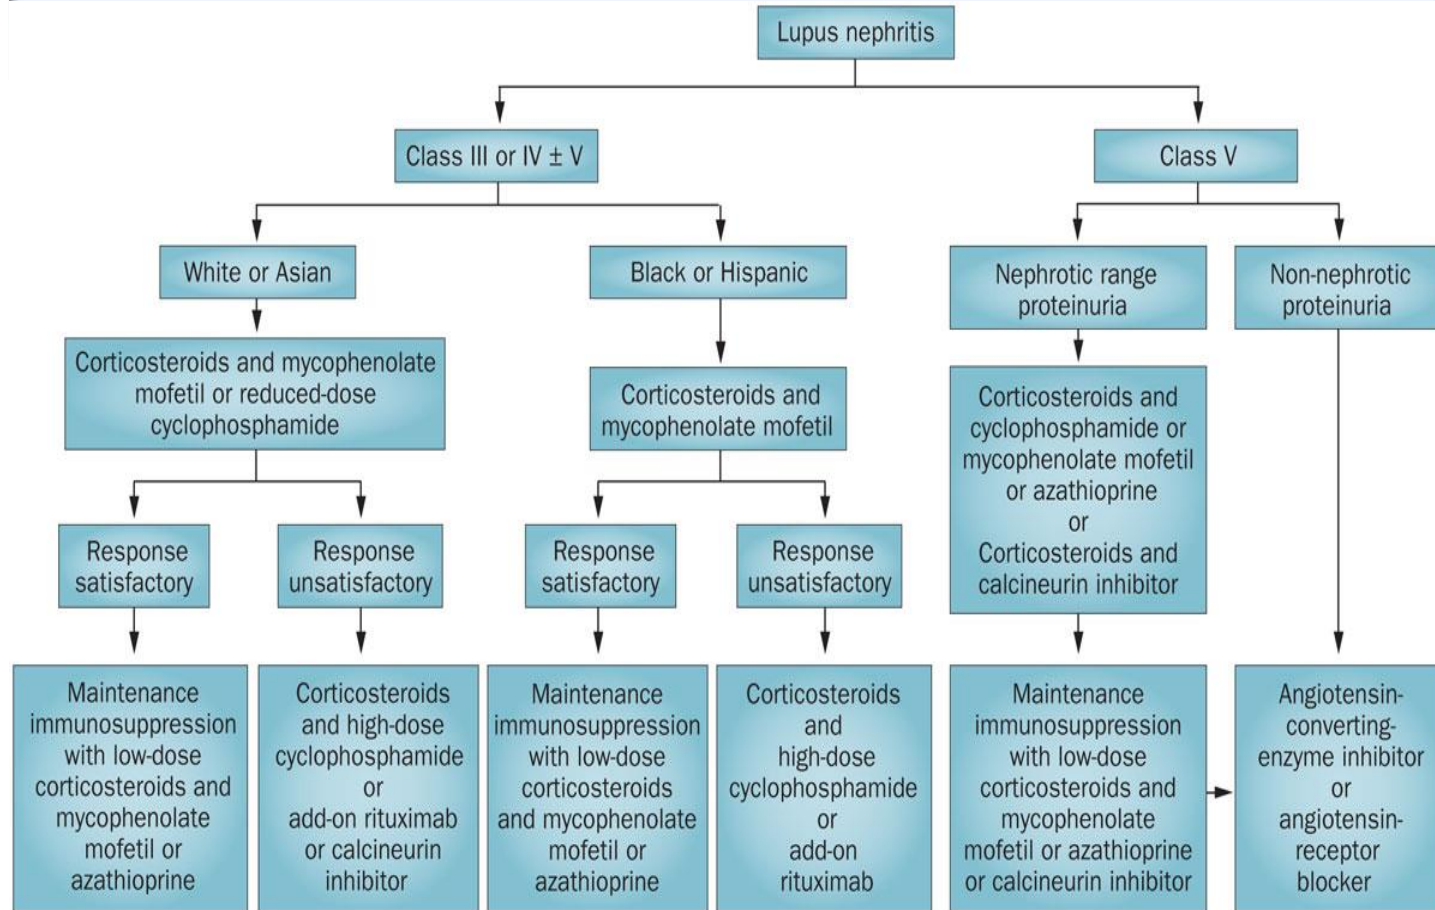 Lupus nephritis
Class III or IV ± V
Class V
White or Asian
Black or Hispanic
Nephrotic range
proteinuria
Non-nephrotic
proteinuria
Corticosteroids and mycophenolate
mofetil or reduced-dose
cyclophosphamide
Corticosteroids and
mycophenolate mofetil
Corticosteroids and
cyclophosphamide or
mycophenolate mofetil
or azathioprine
or
Corticosteroids and
calcineurin inhibitor
Response
satisfactory
Response
unsatisfactory
Response
satisfactory
Response
unsatisfactory
Maintenance
immunosuppression
with low-dose
corticosteroids and
mycophenolate
mofetil or
azathioprine
Corticosteroids
and high-dose
cyclophosphamide
or
add-on rituximab
or calcineurin
inhibitor
Maintenance
immunosuppression
with low-dose
corticosteroids
and mycophenolate
mofetil or
azathioprine
Corticosteroids
and
high-dose
cyclophosphamide
or
add-on
rituximab
Maintenance
immunosuppression
with low-dose
corticosteroids and
mycophenolate
mofetil or azathioprine
or calcineurin inhibitor
Angiotensin-
converting-
enzyme inhibitor
or
angiotensin-
receptor
blocker